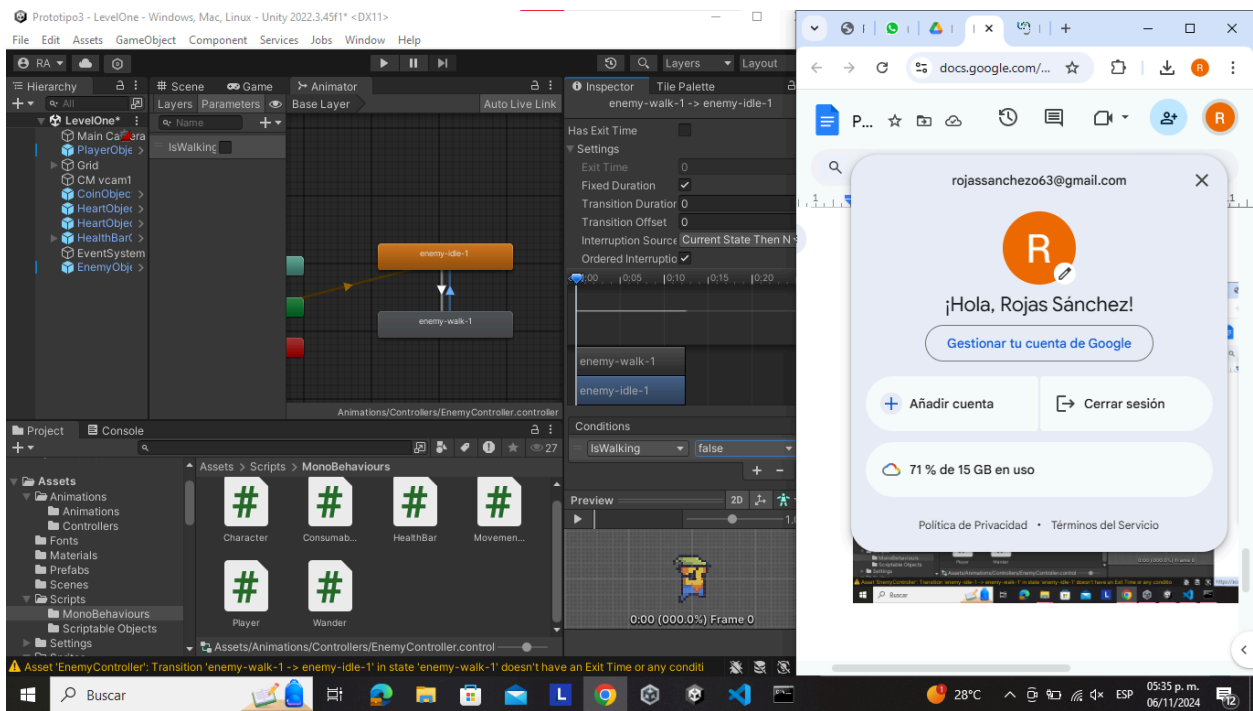 Prototipo3 - LevelOne - Windows, Mac, Linux - Unity 2022.3.45f1* <DX11>
File Edit Assets GameObject Component Services Jobs Window Help
RA
Layers
Layout
Hierarchy
All
LevelOne*
Main Ca
era
PlayerObje
Grid
CM vcam1
CoinObjec
HeartObjec
HeartObjec
HealthBar(
EventSystem
EnemyObje
Scene
Game
Animator
Layers Parameters
Base Layer
Auto Live Link
Name
IsWalking
enemy-idle-1
enemy-walk-1
Animations/Controllers/EnemyController.controller
Inspector
Tile Palette
enemy-walk-1 -> enemy-idle-1
Has Exit Time
Settings
Exit Time 0
Fixed Duration
Transition Duratior 0
Transition Offset 0
Interruption Source Current State Then N
Ordered Interruptio
0:00 0:05 0:10 0:15 0:20
enemy-walk-1
enemy-idle-1
Conditions
IsWalking false
Preview
2D
1.0
0:00 (000.0%) Frame 0
Project
Console
27
Assets
Animations
Animations
Controllers
Fonts
Materials
Prefabs
Scenes
Scripts
MonoBehaviours
Scriptable Objects
Settings
Assets > Scripts > MonoBehaviours
Character
Consumab...
HealthBar
Movemen...
Player
Wander
Assets/Animations/Controllers/EnemyController.control
Asset 'EnemyController': Transition 'enemy-walk-1 -> enemy-idle-1' in state 'enemy-walk-1' doesn't have an Exit Time or any conditi
docs.google.com/...
R
P...
R
rojassanchezo63@gmail.com
R
¡Hola, Rojas Sánchez!
Gestionar tu cuenta de Google
Añadir cuenta
Cerrar sesión
71 % de 15 GB en uso
Política de Privacidad • Términos del Servicio
Buscar
L
28°C
ESP
05:35 p. m.
06/11/2024
12